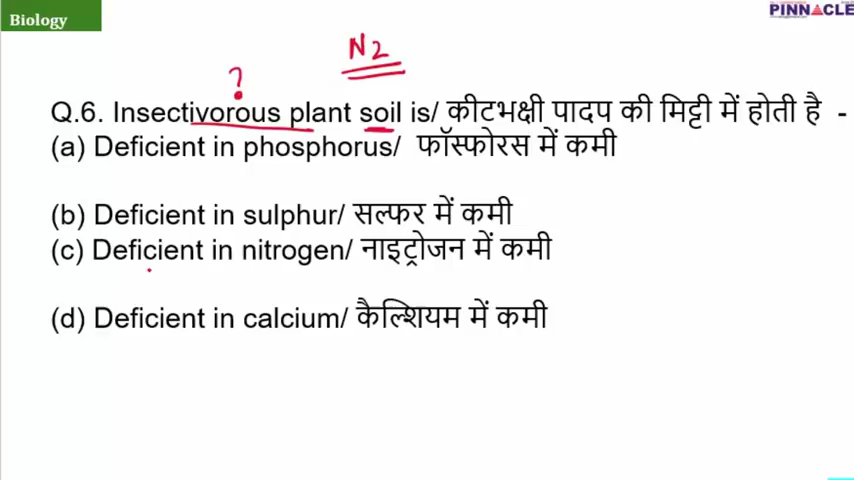 Biology
PINNACLE
N2
?
Q.6. Insectivorous plant soil is/ कीटभक्षी पादप की मिट्टी में होती है -
(a) Deficient in phosphorus/ फॉस्फोरस में कमी
(b) Deficient in sulphur/ सल्फर में कमी
(c) Deficient in nitrogen/ नाइट्रोजन में कमी
(d) Deficient in calcium/ कैल्शियम में कमी